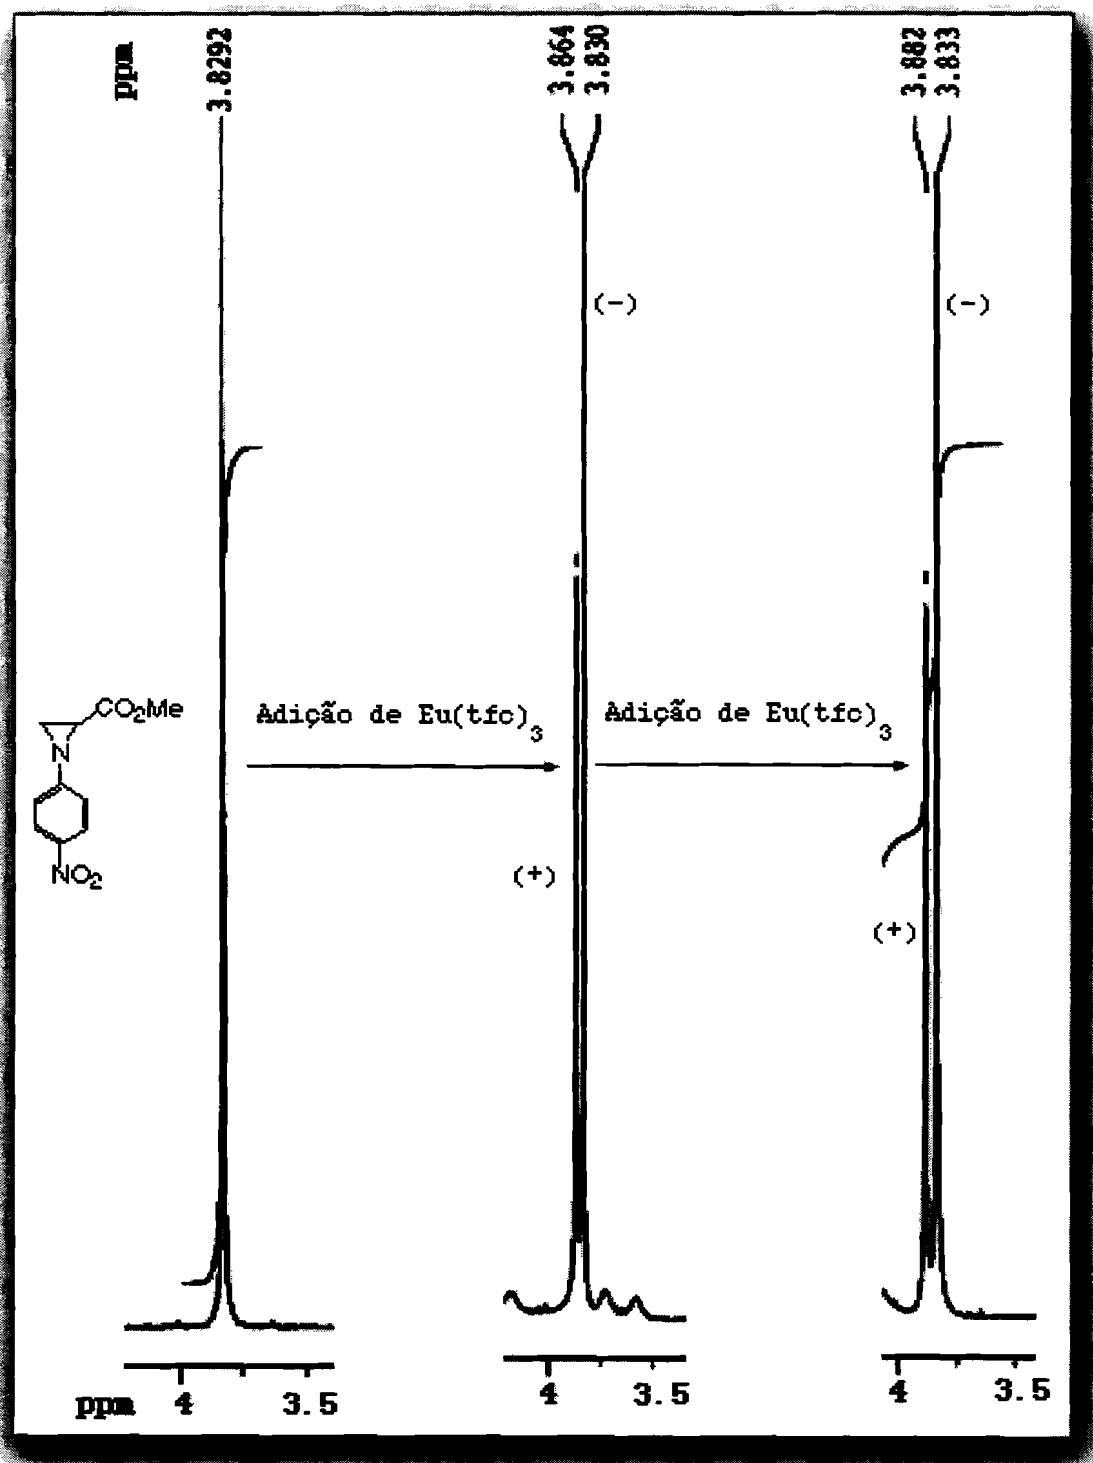 ppm
3.8292
3.864
3.830
3.882
3.833
(-)
(-)
CO2Me
N
NO2
Adição de Eu(tfc)3
Adição de Eu(tfc)3
(+)
(+)
ppm 4 3.5
4 3.5
4 3.5